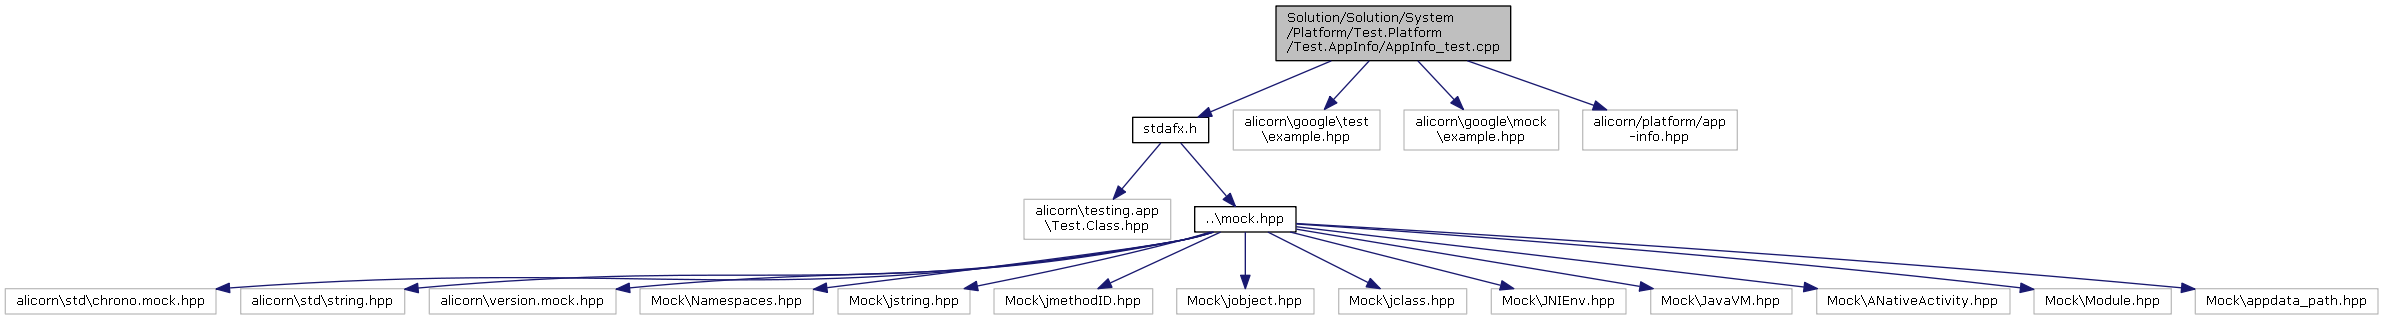 Solution/Solution/System
/Platform/Test.Platform
/Test.AppInfo/AppInfo_test.cpp
stdafx.h
alicorn\google\test
\example.hpp
alicorn\google\mock
\example.hpp
alicorn/platform/app
-info.hpp
alicorn\testing.app
\Test.Class.hpp
..\mock.hpp
alicorn\std\chrono.mock.hpp
alicorn\std\string.hpp
alicorn\version.mock.hpp
Mock\Namespaces.hpp
Mock\jstring.hpp
Mock\jmethodID.hpp
Mock\jobject.hpp
Mock\jclass.hpp
Mock\JNIEnv.hpp
Mock\JavaVM.hpp
Mock\ANativeActivity.hpp
Mock\Module.hpp
Mock\appdata_path.hpp